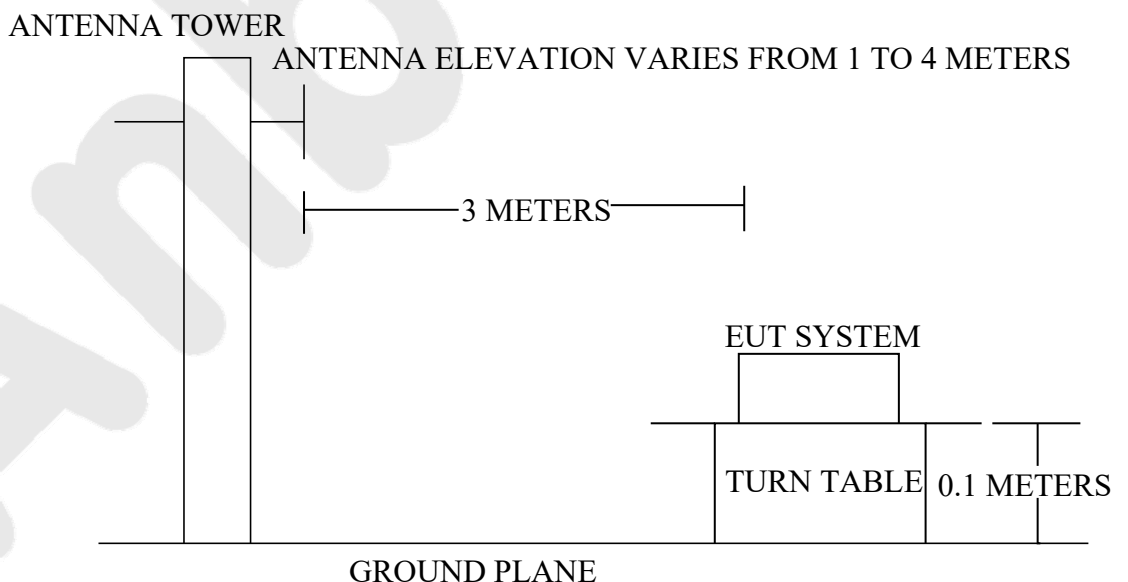 ANTENNA TOWER
ANTENNA ELEVATION VARIES FROM 1 TO 4 METERS
3 METERS
EUT SYSTEM
TURN TABLE
0.1 METERS
GROUND PLANE